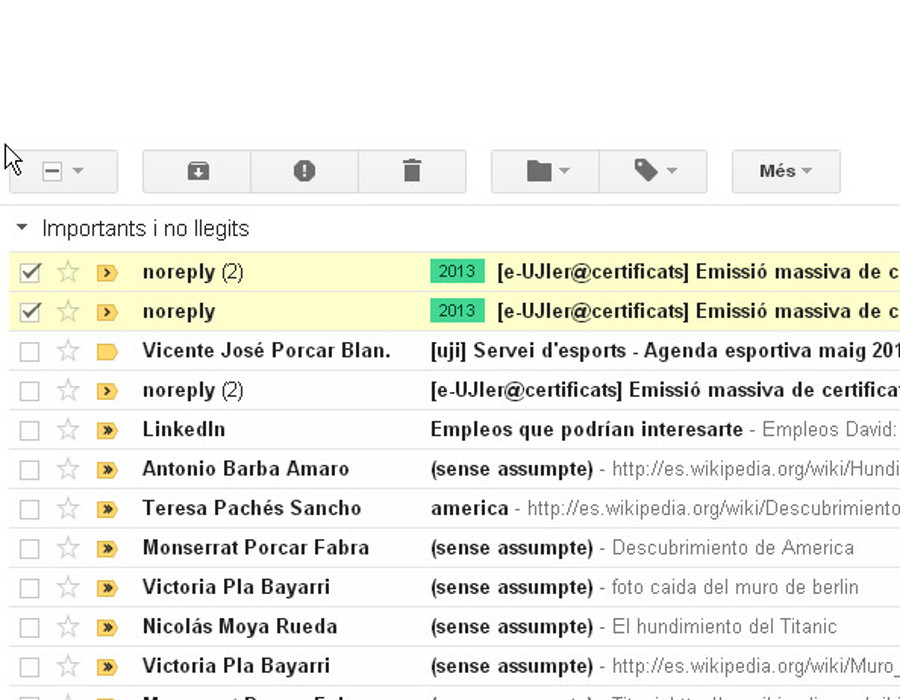 Més
Importants i no llegits
noreply (2) 2013 [e-UJIer@certificats] Emissió massiva de c
noreply 2013 [e-UJIer@certificats] Emissió massiva de c
Vicente José Porcar Blan. [uji] Servei d'esports - Agenda esportiva maig 201
noreply (2) [e-UJIer@certificats] Emissió massiva de certificat
LinkedIn Empleos que podrían interesarte - Empleos David:
Antonio Barba Amaro (sense assumpte) - http://es.wikipedia.org/wiki/Hundi
Teresa Pachés Sancho america - http://es.wikipedia.org/wiki/Descubrimiento
Monserrat Porcar Fabra (sense assumpte) - Descubrimiento de America
Victoria Pla Bayarri (sense assumpte) - foto caida del muro de berlin
Nicolás Moya Rueda (sense assumpte) - El hundimiento del Titanic
Victoria Pla Bayarri (sense assumpte) - http://es.wikipedia.org/wiki/Muro_